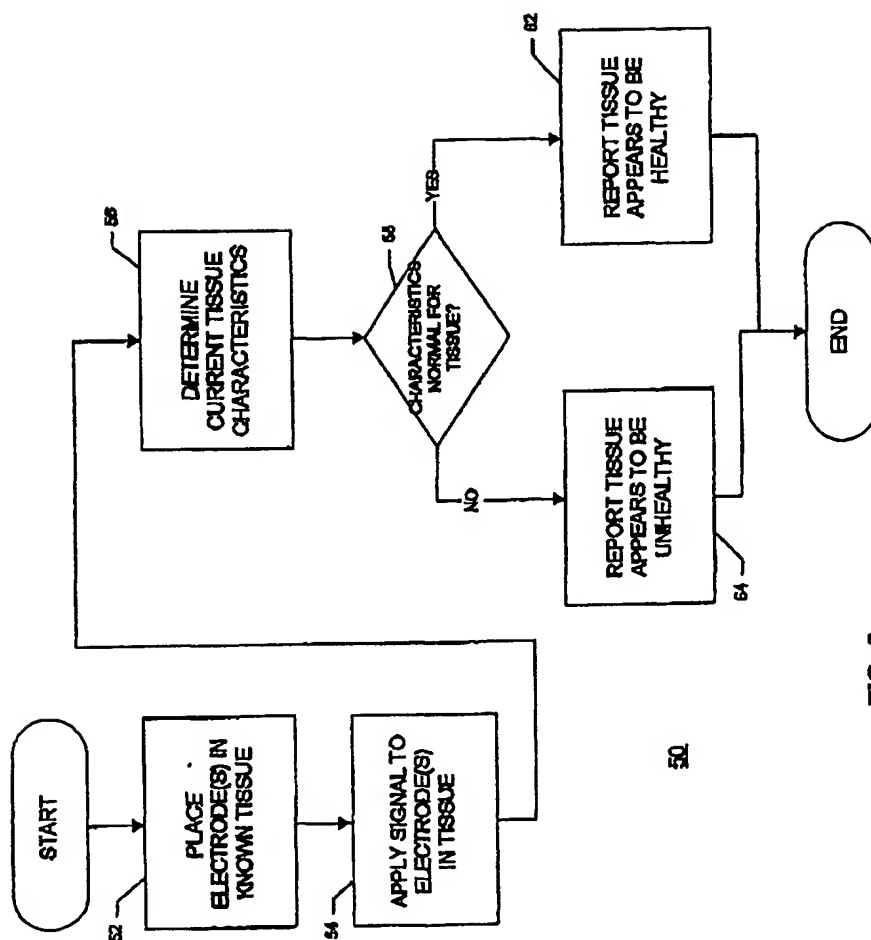 START
52
PLACE
ELECTRODE(S) IN
KNOWN TISSUE
54
APPLY SIGNAL TO
ELECTRODE(S)
IN TISSUE
56
DETERMINE
CURRENT TISSUE
CHARACTERISTICS
58
CHARACTERISTICS
NORMAL FOR
TISSUE?
NO
YES
64
REPORT TISSUE
APPEARS TO BE
UNHEALTHY
62
REPORT TISSUE
APPEARS TO BE
HEALTHY
END
50